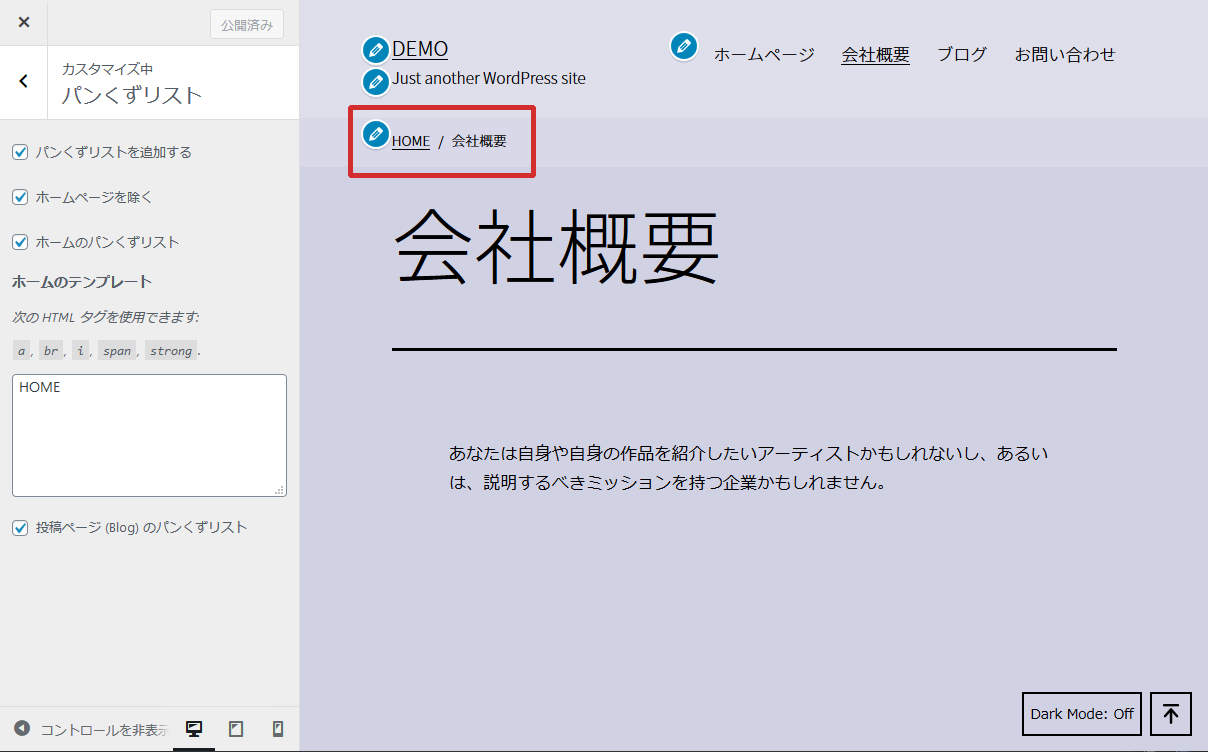 公開済み
カスタマイズ中
パンくずリスト
パンくずリストを追加する
ホームページを除く
ホームのパンくずリスト
ホームのテンプレート
次の HTML タグを使用できます:
a, br, i, span, strong.
HOME
投稿ページ (Blog) のパンくずリスト
コントロールを非表示
DEMO
Just another WordPress site
ホームページ 会社概要 ブログ お問い合わせ
HOME / 会社概要
会社概要
あなたは自身や自身の作品を紹介したいアーティストかもしれないし、あるい
は、説明するべきミッションを持つ企業かもしれません。
Dark Mode: Off